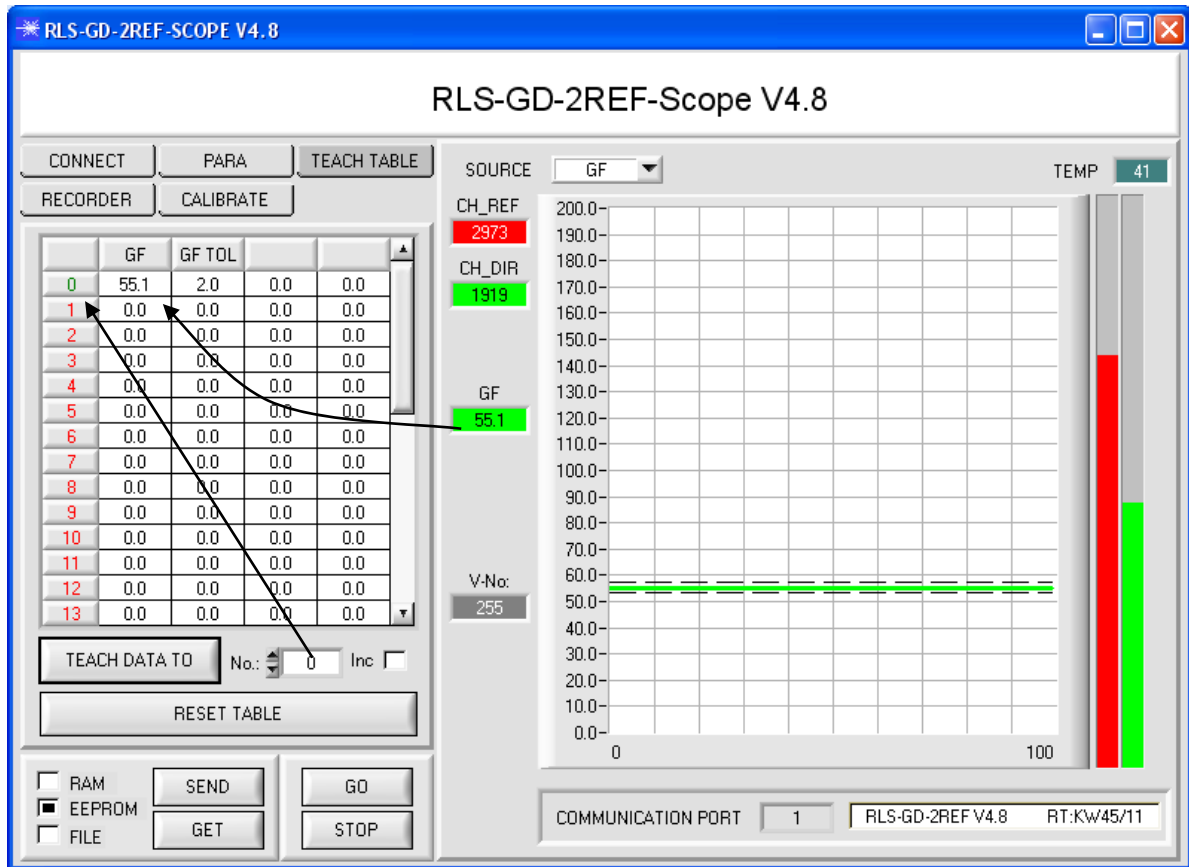 RLS-GD-2REF-SCOPE V4.8
RLS-GD-2REF-Scope V4.8
CONNECT PARA TEACH TABLE
RECORDER CALIBRATE
GF GF TOL
0 55.1 2.0 0.0 0.0
1 0.0 0.0 0.0 0.0
2 0.0 0.0 0.0 0.0
3 0.0 0.0 0.0 0.0
4 0.0 0.0 0.0 0.0
5 0.0 0.0 0.0 0.0
6 0.0 0.0 0.0 0.0
7 0.0 0.0 0.0 0.0
8 0.0 0.0 0.0 0.0
9 0.0 0.0 0.0 0.0
10 0.0 0.0 0.0 0.0
11 0.0 0.0 0.0 0.0
12 0.0 0.0 0.0 0.0
13 0.0 0.0 0.0 0.0
TEACH DATA TO No.: 0 Inc
RESET TABLE
RAM
EEPROM
FILE
SEND
GET
GO
STOP
SOURCE GF
TEMP 41
CH_REF
2973
CH_DIR
1919
GF
55.1
V-No:
255
200.0
190.0
180.0
170.0
160.0
150.0
140.0
130.0
120.0
110.0
100.0
90.0
80.0
70.0
60.0
50.0
40.0
30.0
20.0
10.0
0.0
0 100
COMMUNICATION PORT 1 RLS-GD-2REF V4.8 RT:KW45/11